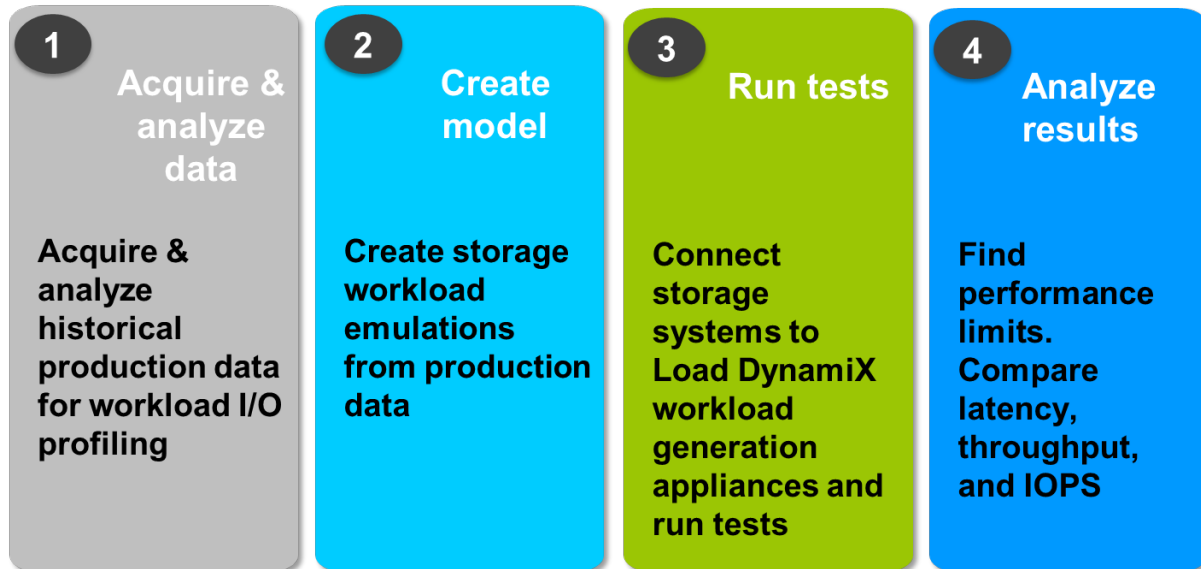 1
Acquire &
analyze
data
Acquire &
analyze
historical
production data
for workload I/O
profiling
2
Create
model
Create storage
workload
emulations
from production
data
3
Run tests
Connect
storage
systems to
Load DynamiX
workload
generation
appliances and
run tests
4
Analyze
results
Find
performance
limits.
Compare
latency,
throughput,
and IOPS